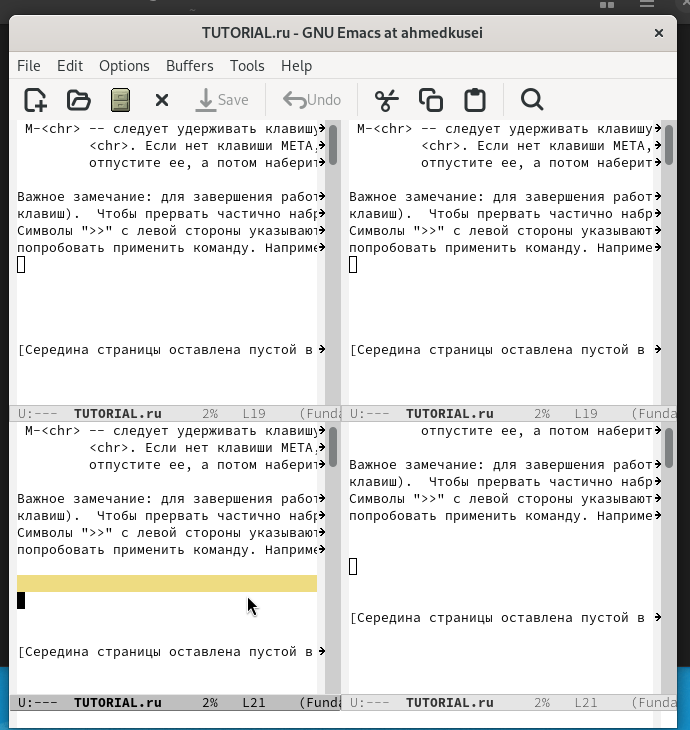 TUTORIAL.ru - GNU Emacs at ahmedkusei
File Edit Options Buffers Tools Help
Save Undo
M-<chr> -- следует удерживать клавишу
<chr>. Если нет клавиши META,
отпустите ее, а потом наберит
Важное замечание: для завершения работ
клавиш).  Чтобы прервать частично набр
Символы ">>" с левой стороны указывают
попробовать применить команду. Наприме
[Середина страницы оставлена пустой в
U:---  TUTORIAL.ru  2%  L19  (Funda
M-<chr> -- следует удерживать клавишу
<chr>. Если нет клавиши META,
отпустите ее, а потом наберит
Важное замечание: для завершения работ
клавиш).  Чтобы прервать частично набр
Символы ">>" с левой стороны указывают
попробовать применить команду. Наприме
[Середина страницы оставлена пустой в
U:---  TUTORIAL.ru  2%  L19  (Funda
M-<chr> -- следует удерживать клавишу
<chr>. Если нет клавиши META,
отпустите ее, а потом наберит
Важное замечание: для завершения работ
клавиш).  Чтобы прервать частично набр
Символы ">>" с левой стороны указывают
попробовать применить команду. Наприме
[Середина страницы оставлена пустой в
U:---  TUTORIAL.ru  2%  L21  (Funda
отпустите ее, а потом наберит
Важное замечание: для завершения работ
клавиш).  Чтобы прервать частично набр
Символы ">>" с левой стороны указывают
попробовать применить команду. Наприме
[Середина страницы оставлена пустой в
U:---  TUTORIAL.ru  2%  L21  (Funda